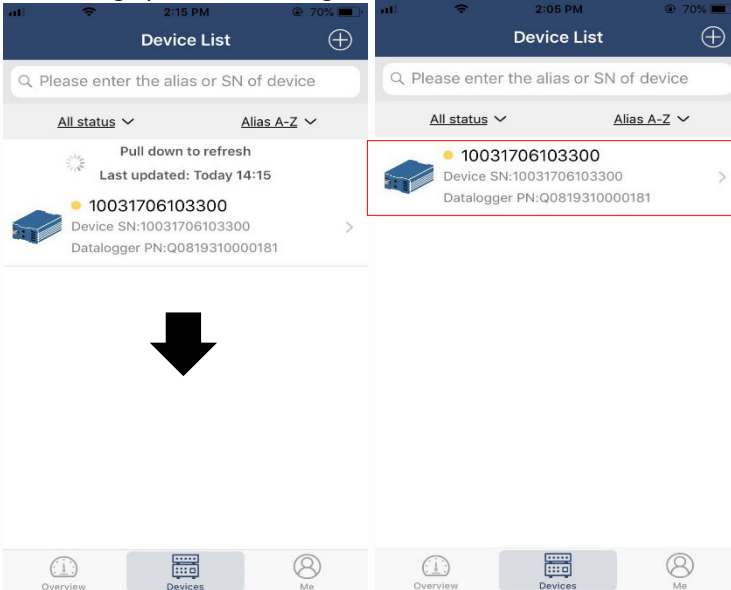 2:15 PM
70%
Device List
Please enter the alias or SN of device
All status
Alias A-Z
Pull down to refresh
Last updated: Today 14:15
10031706103300
Device SN:10031706103300
Datalogger PN:Q0819310000181
Overview
Devices
Me
2:05 PM
70%
Device List
Please enter the alias or SN of device
All status
Alias A-Z
10031706103300
Device SN:10031706103300
Datalogger PN:Q0819310000181
Overview
Devices
Me